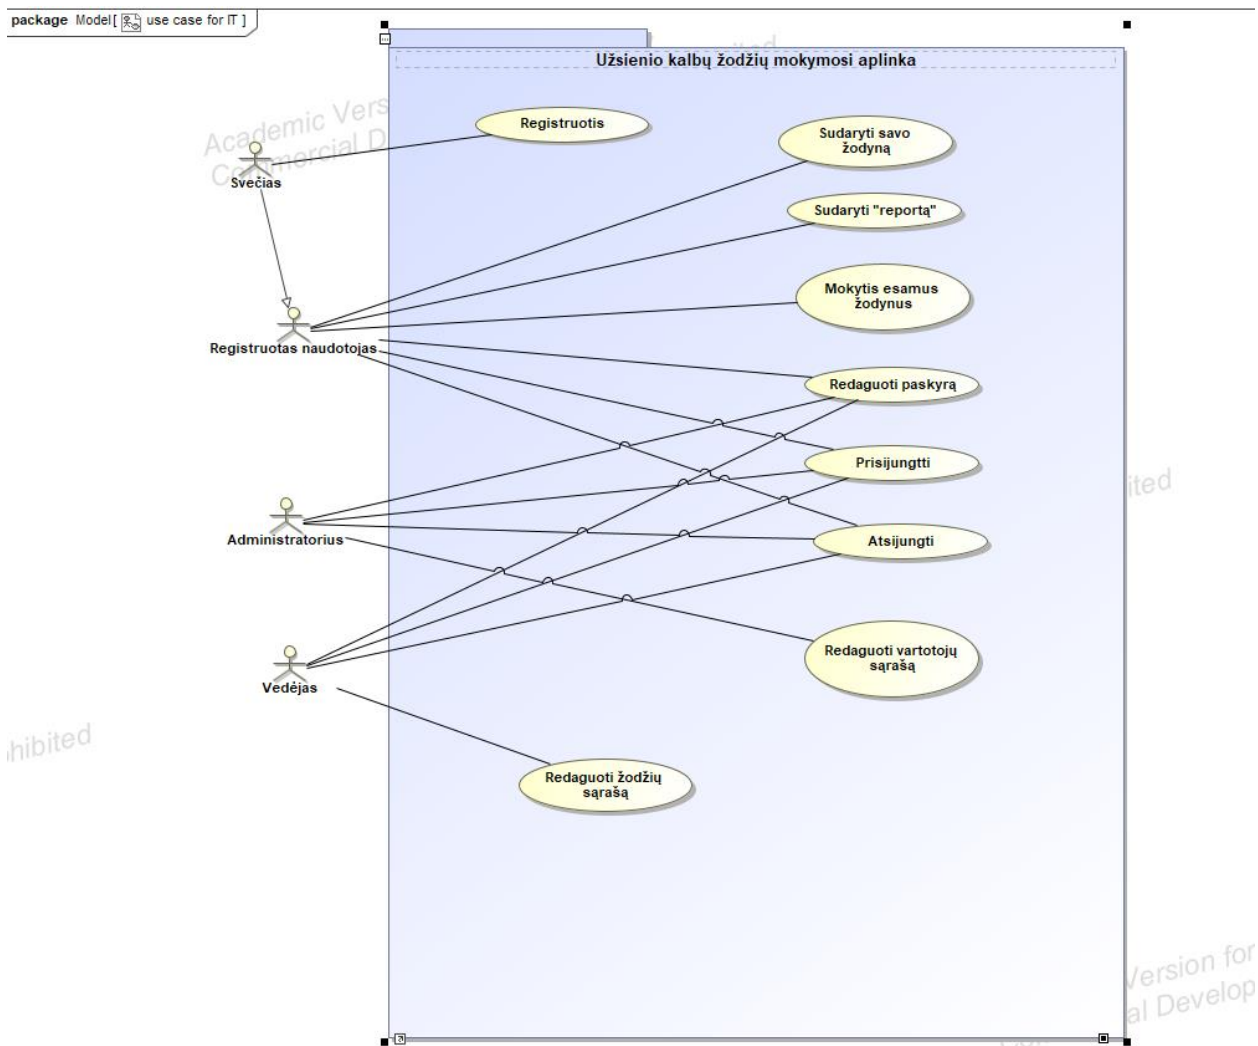 package Model[ use case for IT ]
Užsienio kalbų žodžių mokymosi aplinka
Academic Vers
Commercial D
Registruotis
Sudaryti savo
žodyną
Svečias
Sudaryti "reportą"
Mokytis esamus
žodynus
Registruotas naudotojas
Redaguoti paskyrą
Prisijungtti
Administratorius
Atsijungti
Redaguoti vartotojų
sąrašą
Vedėjas
Redaguoti žodžių
sąrašą
Version for
al Develop